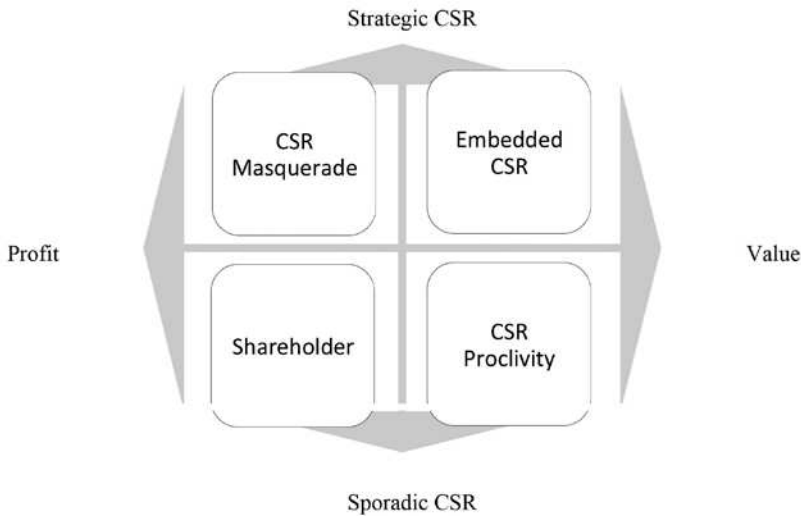 Strategic CSR
CSR
Masquerade
Embedded
CSR
Profit
Value
Shareholder
CSR
Proclivity
Sporadic CSR